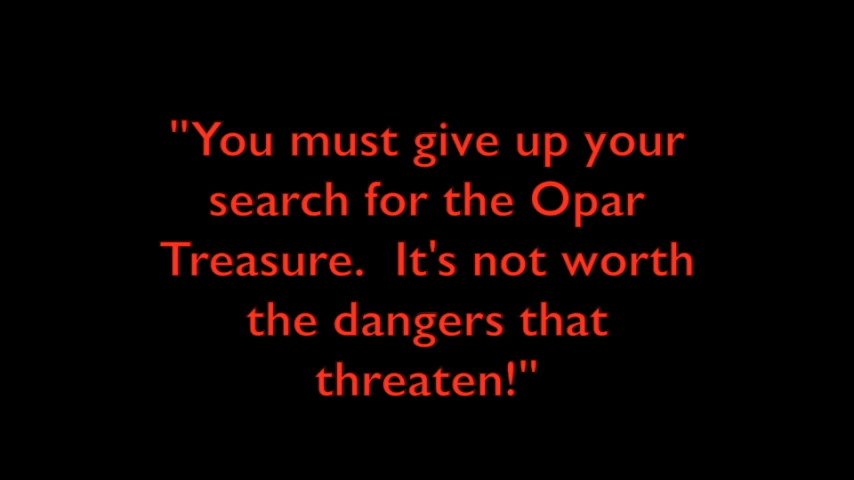 "You must give up your
search for the Opar
Treasure.  It's not worth
the dangers that
threaten!"